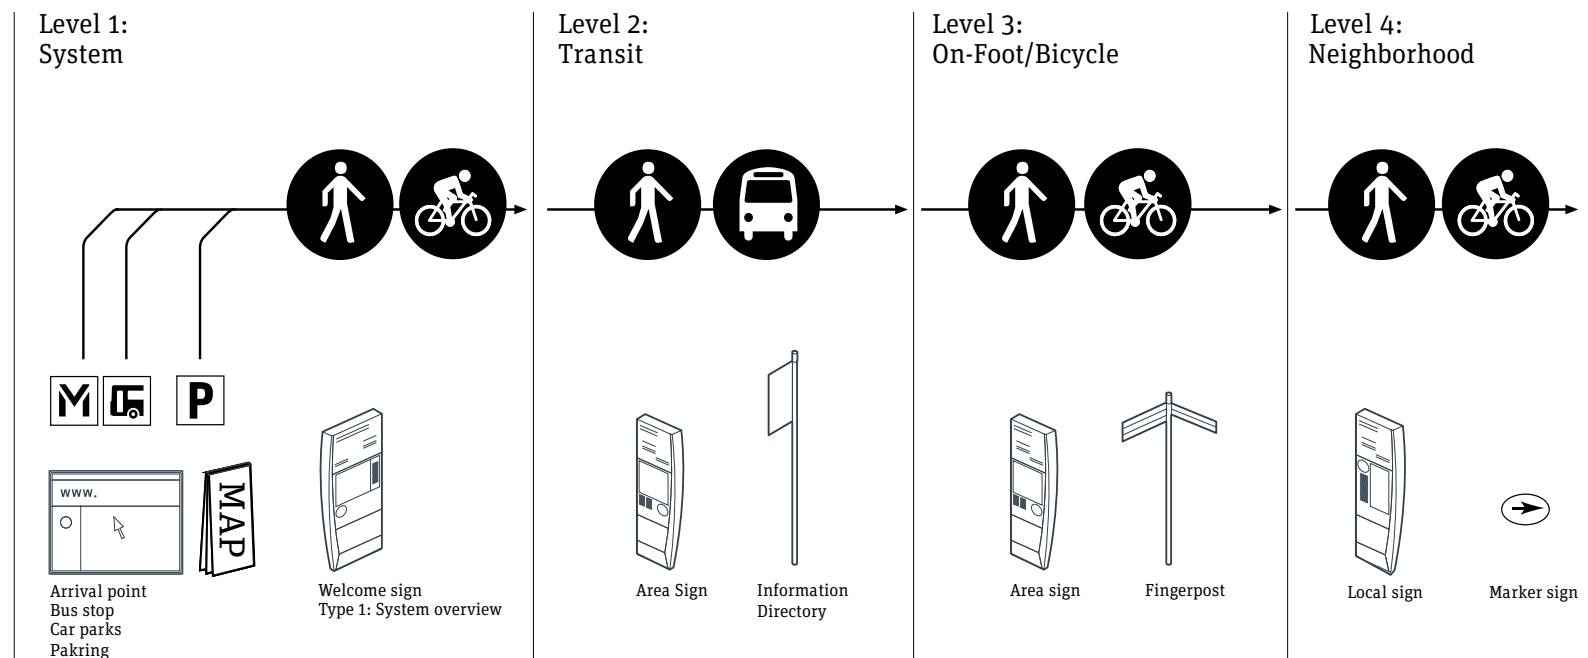 Level 1:
System
Level 2:
Transit
Level 3:
On-Foot/Bicycle
Level 4:
Neighborhood
M
P
www.
MAP
Arrival point
Bus stop
Car parks
Pakring
Welcome sign
Type 1: System overview
Area Sign
Information
Directory
Area sign
Fingerpost
Local sign
Marker sign